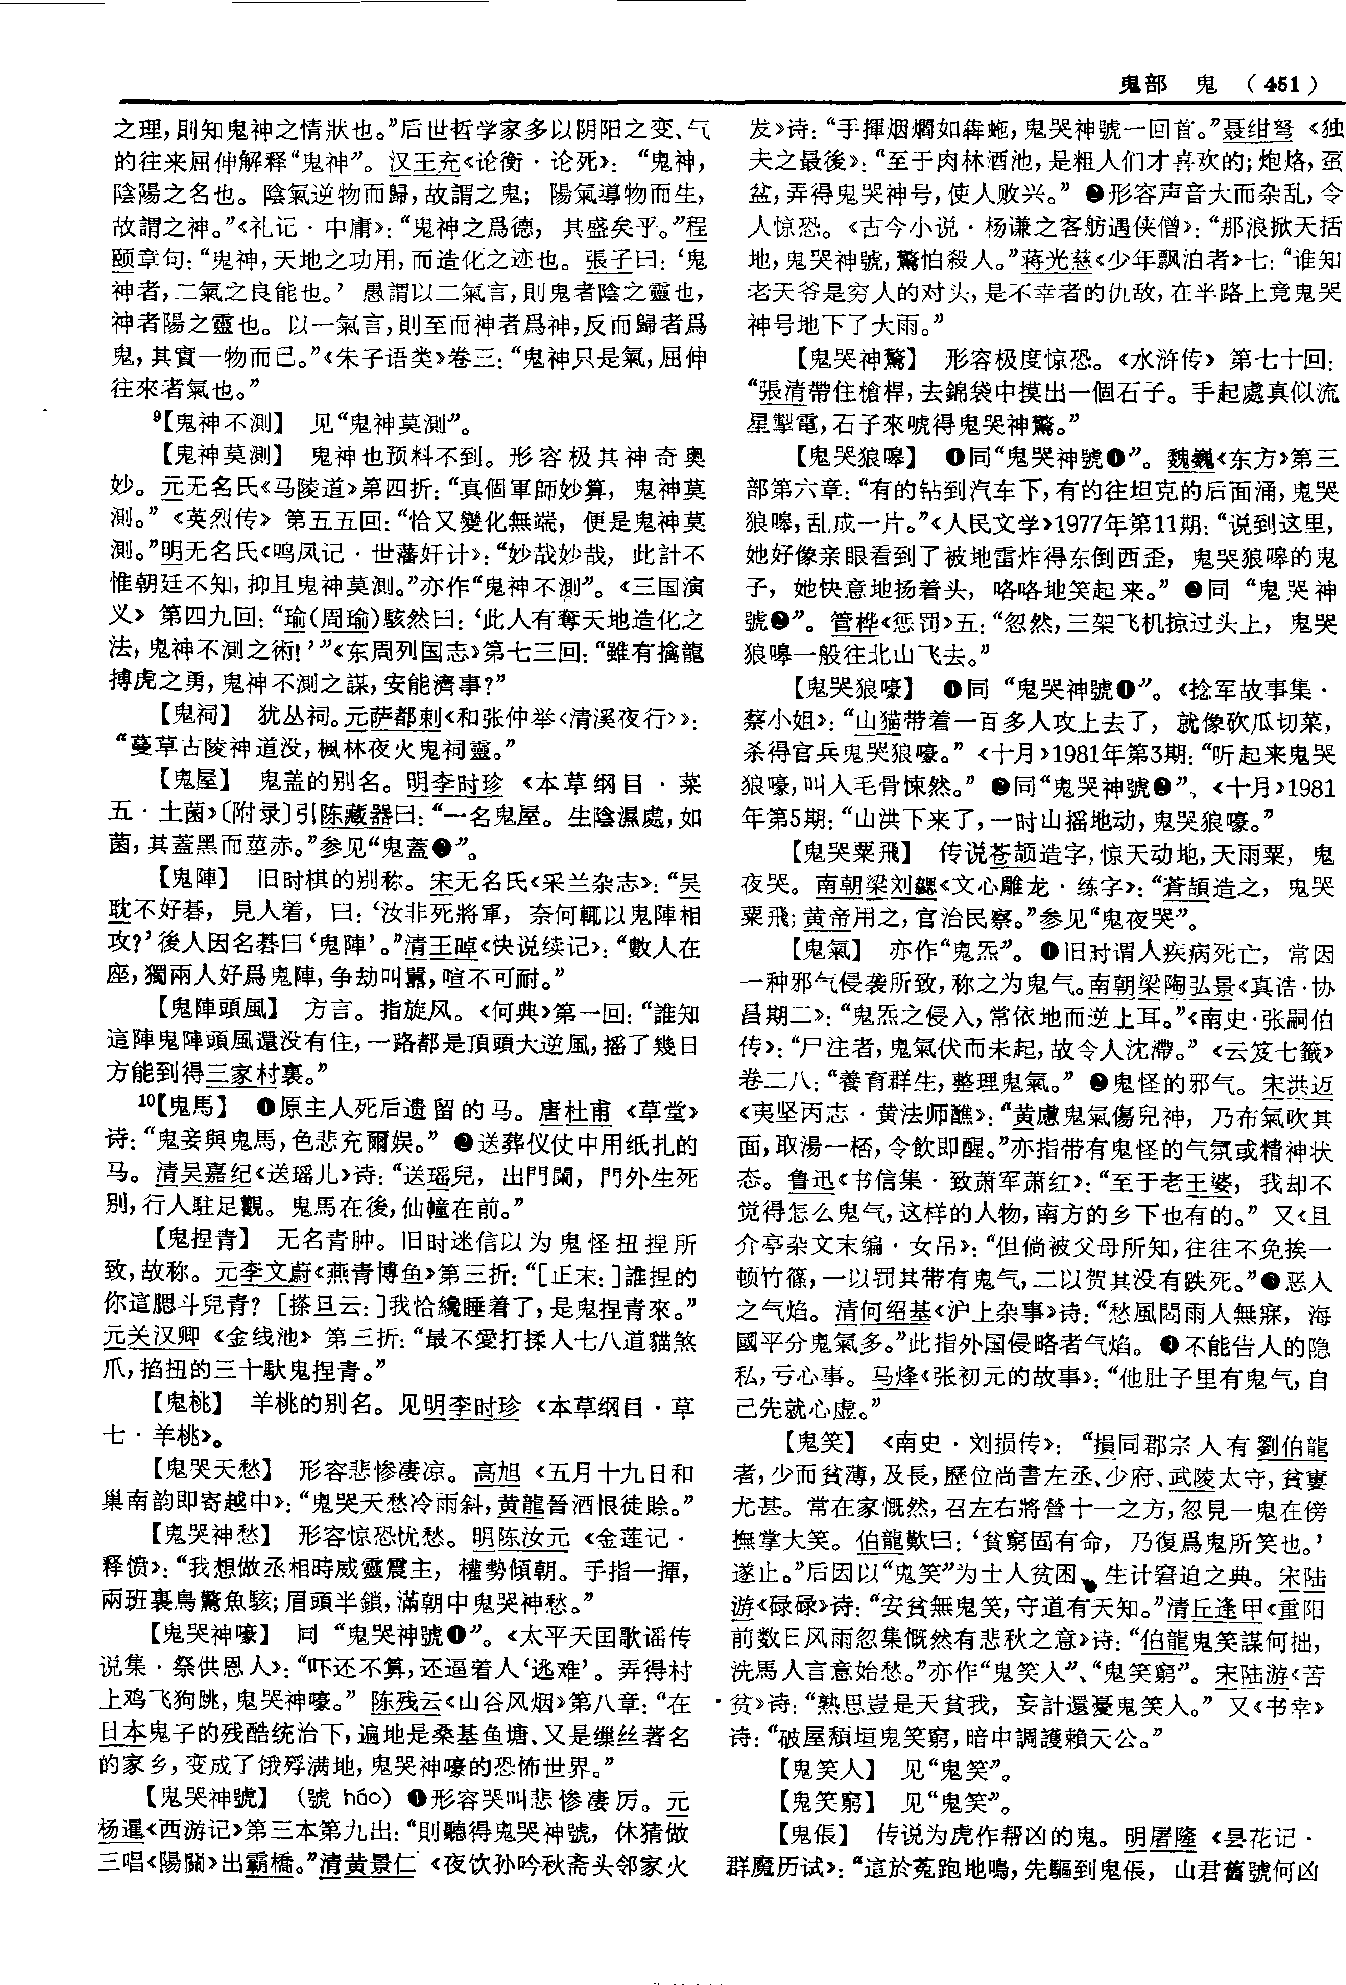 鬼部　鬼　（451）
之理，則知鬼神之情狀也。”后世哲学家多以阴阳之变、气
的往来屈伸解释“鬼神”。汉王充《论衡·论死》：“鬼神，
陰陽之名也。陰氣逆物而歸，故謂之鬼；陽氣導物而生，
故謂之神。”《礼记·中庸》：“鬼神之爲德，其盛矣乎。”程
颐章句：“鬼神，天地之功用，而造化之迹也。張子曰：‘鬼
神者，二氣之良能也。’愚謂以二氣言，則鬼者陰之靈也，
神者陽之靈也。以一氣言，則至而神者爲神，反而歸者爲
鬼，其實一物而已。”《朱子语类》卷三：“鬼神只是氣，屈伸
往來者氣也。”
⁹【鬼神不測】　见“鬼神莫測”。
【鬼神莫測】　鬼神也预料不到。形容极其神奇奥
妙。元无名氏《马陵道》第四折：“真個軍師妙算，鬼神莫
測。”《英烈传》第五五回：“恰又變化無端，便是鬼神莫
測。”明无名氏《鸣凤记·世蕃奸计》：“妙哉妙哉，此計不
惟朝廷不知，抑且鬼神莫測。”亦作“鬼神不測”。《三国演
义》第四九回：“瑜（周瑜）駭然曰：‘此人有奪天地造化之
法，鬼神不測之術！’”《东周列国志》第七三回：“雖有擒龍
搏虎之勇，鬼神不測之謀，安能濟事？”
【鬼祠】　犹丛祠。元萨都剌《和张仲举〈清溪夜行〉》：
“蔓草古陵神道没，楓林夜火鬼祠靈。”
【鬼屋】　鬼盖的别名。明李时珍《本草纲目·菜
五·土菌》〔附录〕引陈藏器曰：“一名鬼屋。生陰濕處，如
菌，其蓋黑而莖赤。”参见“鬼蓋❷”。
【鬼陣】　旧时棋的别称。宋无名氏《采兰杂志》：“吴
耽不好碁，見人着，曰：‘汝非死將軍，奈何輒以鬼陣相
攻？’後人因名碁曰‘鬼陣’。”清王晫《快说续记》：“數人在
座，獨兩人好爲鬼陣，争劫叫囂，喧不可耐。”
【鬼陣頭風】　方言。指旋风。《何典》第一回：“誰知
這陣鬼陣頭風還没有住，一路都是頂頭大逆風，摇了幾日
方能到得三家村裏。”
¹⁰【鬼馬】　❶原主人死后遗留的马。唐杜甫《草堂》
诗：“鬼妾與鬼馬，色悲充爾娱。”❷送葬仪仗中用纸扎的
马。清吴嘉纪《送瑶儿》诗：“送瑶兒，出門闌，門外生死
别，行人駐足觀。鬼馬在後，仙幢在前。”
【鬼捏青】　无名青肿。旧时迷信以为鬼怪扭捏所
致，故称。元李文蔚《燕青博鱼》第三折：“［正末：］誰捏的
你這腮斗兒青？［搽旦云：］我恰纔睡着了，是鬼捏青來。”
元关汉卿《金线池》第三折：“最不愛打揉人七八道貓煞
爪，掐扭的三十馱鬼捏青。”
【鬼桃】　羊桃的别名。见明李时珍《本草纲目·草
七·羊桃》。
【鬼哭天愁】　形容悲惨凄凉。高旭《五月十九日和
巢南韵即寄越中》：“鬼哭天愁冷雨斜，黄龍酹酒恨徒賒。”
【鬼哭神愁】　形容惊恐忧愁。明陈汝元《金莲记·
释愤》：“我想做丞相時威靈震主，權勢傾朝。手指一揮，
兩班裏鳥驚魚駭；眉頭半鎖，滿朝中鬼哭神愁。”
【鬼哭神嚎】　同“鬼哭神號❶”。《太平天国歌谣传
说集·祭供恩人》：“吓还不算，还逼着人‘逃难’。弄得村
上鸡飞狗跳，鬼哭神嚎。”陈残云《山谷风烟》第八章：“在
日本鬼子的残酷统治下，遍地是桑基鱼塘、又是缫丝著名
的家乡，变成了饿殍满地，鬼哭神嚎的恐怖世界。”
【鬼哭神號】　（號 háo）❶形容哭叫悲惨凄厉。元
杨暹《西游记》第三本第九出：“則聽得鬼哭神號，休猜做
三唱《陽關》出霸橋。”清黄景仁《夜饮孙吟秋斋头邻家火
发》诗：“手揮烟爓如犇虵，鬼哭神號一回首。”聂绀弩《独
夫之最後》：“至于肉林酒池，是粗人们才喜欢的；炮烙，虿
盆，弄得鬼哭神号，使人败兴。”❷形容声音大而杂乱，令
人惊恐。《古今小说·杨谦之客舫遇侠僧》：“那浪掀天括
地，鬼哭神號，驚怕殺人。”蒋光慈《少年飘泊者》七：“谁知
老天爷是穷人的对头，是不幸者的仇敌，在半路上竟鬼哭
神号地下了大雨。”
【鬼哭神驚】　形容极度惊恐。《水浒传》第七十回：
“張清帶住槍桿，去錦袋中摸出一個石子。手起處真似流
星掣電，石子來唬得鬼哭神驚。”
【鬼哭狼嗥】　❶同“鬼哭神號❶”。魏巍《东方》第三
部第六章：“有的钻到汽车下，有的往坦克的后面涌，鬼哭
狼嗥，乱成一片。”《人民文学》1977年第11期：“说到这里，
她好像亲眼看到了被地雷炸得东倒西歪，鬼哭狼嗥的鬼
子，她快意地扬着头，咯咯地笑起来。”❷同“鬼哭神
號❷”。管桦《惩罚》五：“忽然，三架飞机掠过头上，鬼哭
狼嗥一般往北山飞去。”
【鬼哭狼嚎】　❶同“鬼哭神號❶”。《捻军故事集·
蔡小姐》：“山猫带着一百多人攻上去了，就像砍瓜切菜，
杀得官兵鬼哭狼嚎。”《十月》1981年第3期：“听起来鬼哭
狼嚎，叫人毛骨悚然。”❷同“鬼哭神號❷”、《十月》1981
年第5期：“山洪下来了，一时山摇地动，鬼哭狼嚎。”
【鬼哭粟飛】　传说苍颉造字，惊天动地，天雨粟，鬼
夜哭。南朝梁刘勰《文心雕龙·练字》：“蒼頡造之，鬼哭
粟飛；黄帝用之，官治民察。”参见“鬼夜哭”。
【鬼氣】　亦作“鬼炁”。❶旧时谓人疾病死亡，常因
一种邪气侵袭所致，称之为鬼气。南朝梁陶弘景《真诰·协
昌期二》：“鬼炁之侵入，常依地而逆上耳。”《南史·张嗣伯
传》：“尸注者，鬼氣伏而未起，故令人沈滯。”《云笈七籤》
卷二八：“養育群生，整理鬼氣。”❷鬼怪的邪气。宋洪迈
《夷坚丙志·黄法师醮》：“黄慮鬼氣傷兒神，乃布氣吹其
面，取湯一桮，令飲即醒。”亦指带有鬼怪的气氛或精神状
态。鲁迅《书信集·致萧军萧红》：“至于老王婆，我却不
觉得怎么鬼气，这样的人物，南方的乡下也有的。”又《且
介亭杂文末编·女吊》：“但倘被父母所知，往往不免挨一
顿竹篠，一以罚其带有鬼气，二以贺其没有跌死。”❸恶人
之气焰。清何绍基《沪上杂事》诗：“愁風悶雨人無寐，海
國平分鬼氣多。”此指外国侵略者气焰。❹不能告人的隐
私，亏心事。马烽《张初元的故事》：“他肚子里有鬼气，自
己先就心虚。”
【鬼笑】　《南史·刘损传》：“損同郡宗人有劉伯龍
者，少而貧薄，及長，歷位尚書左丞、少府、武陵太守，貧窶
尤甚。常在家慨然，召左右將營十一之方，忽見一鬼在傍
撫掌大笑。伯龍歎曰：‘貧窮固有命，乃復爲鬼所笑也。’
遂止。”后因以“鬼笑”为士人贫困，生计窘迫之典。宋陆
游《碌碌》诗：“安貧無鬼笑，守道有天知。”清丘逢甲《重阳
前数日风雨忽集慨然有悲秋之意》诗：“伯龍鬼笑謀何拙，
洗馬人言意始愁。”亦作“鬼笑人”、“鬼笑窮”。宋陆游《苦
贫》诗：“熟思豈是天貧我，妄計還憂鬼笑人。”又《书幸》
诗：“破屋頽垣鬼笑窮，暗中調護賴天公。”
【鬼笑人】　见“鬼笑”。
【鬼笑窮】　见“鬼笑”。
【鬼倀】　传说为虎作帮凶的鬼。明屠隆《昙花记·
群魔历试》：“這於菟跑地鳴，先驅到鬼倀，山君舊號何凶